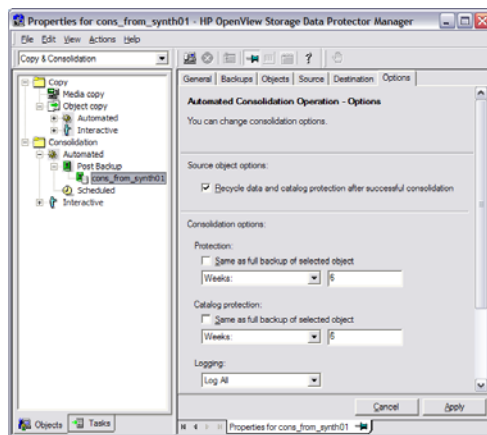 Properties for cons_from_synth01 - HP OpenView Storage Data Protector Manager
File Edit View Actions Help
Copy & Consolidation
Copy
Media copy
Object copy
Automated
Interactive
Consolidation
Automated
Post Backup
cons_from_synth01
Scheduled
Interactive
General Backups Objects Source Destination Options
Automated Consolidation Operation - Options
You can change consolidation options.
Source object options:
Recycle data and catalog protection after successful consolidation
Consolidation options:
Protection:
Same as full backup of selected object
Weeks: 6
Catalog protection:
Same as full backup of selected object
Weeks: 6
Logging:
Log All
Cancel Apply
Objects Tasks
Properties for cons_from_synth01